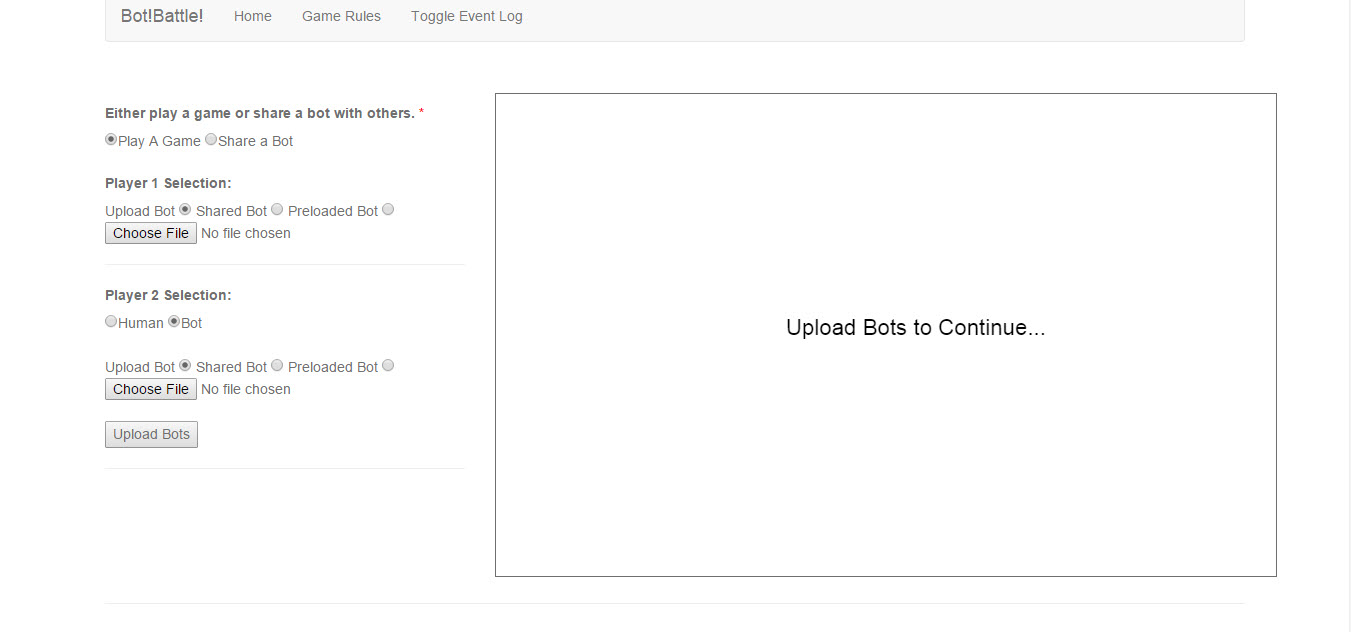 Bot!Battle! Home Game Rules Toggle Event Log
Either play a game or share a bot with others. *
Play A Game Share a Bot
Player 1 Selection:
Upload Bot Shared Bot Preloaded Bot
Choose File No file chosen
Player 2 Selection:
Human Bot
Upload Bot Shared Bot Preloaded Bot
Choose File No file chosen
Upload Bots
Upload Bots to Continue...